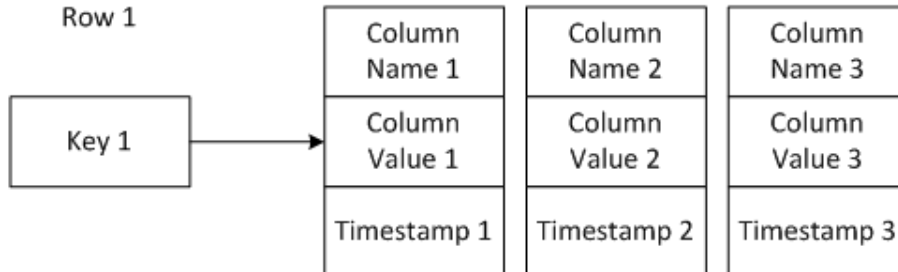 Row 1
Column
Name 1
Column
Name 2
Column
Name 3
Key 1
Column
Value 1
Column
Value 2
Column
Value 3
Timestamp 1
Timestamp 2
Timestamp 3